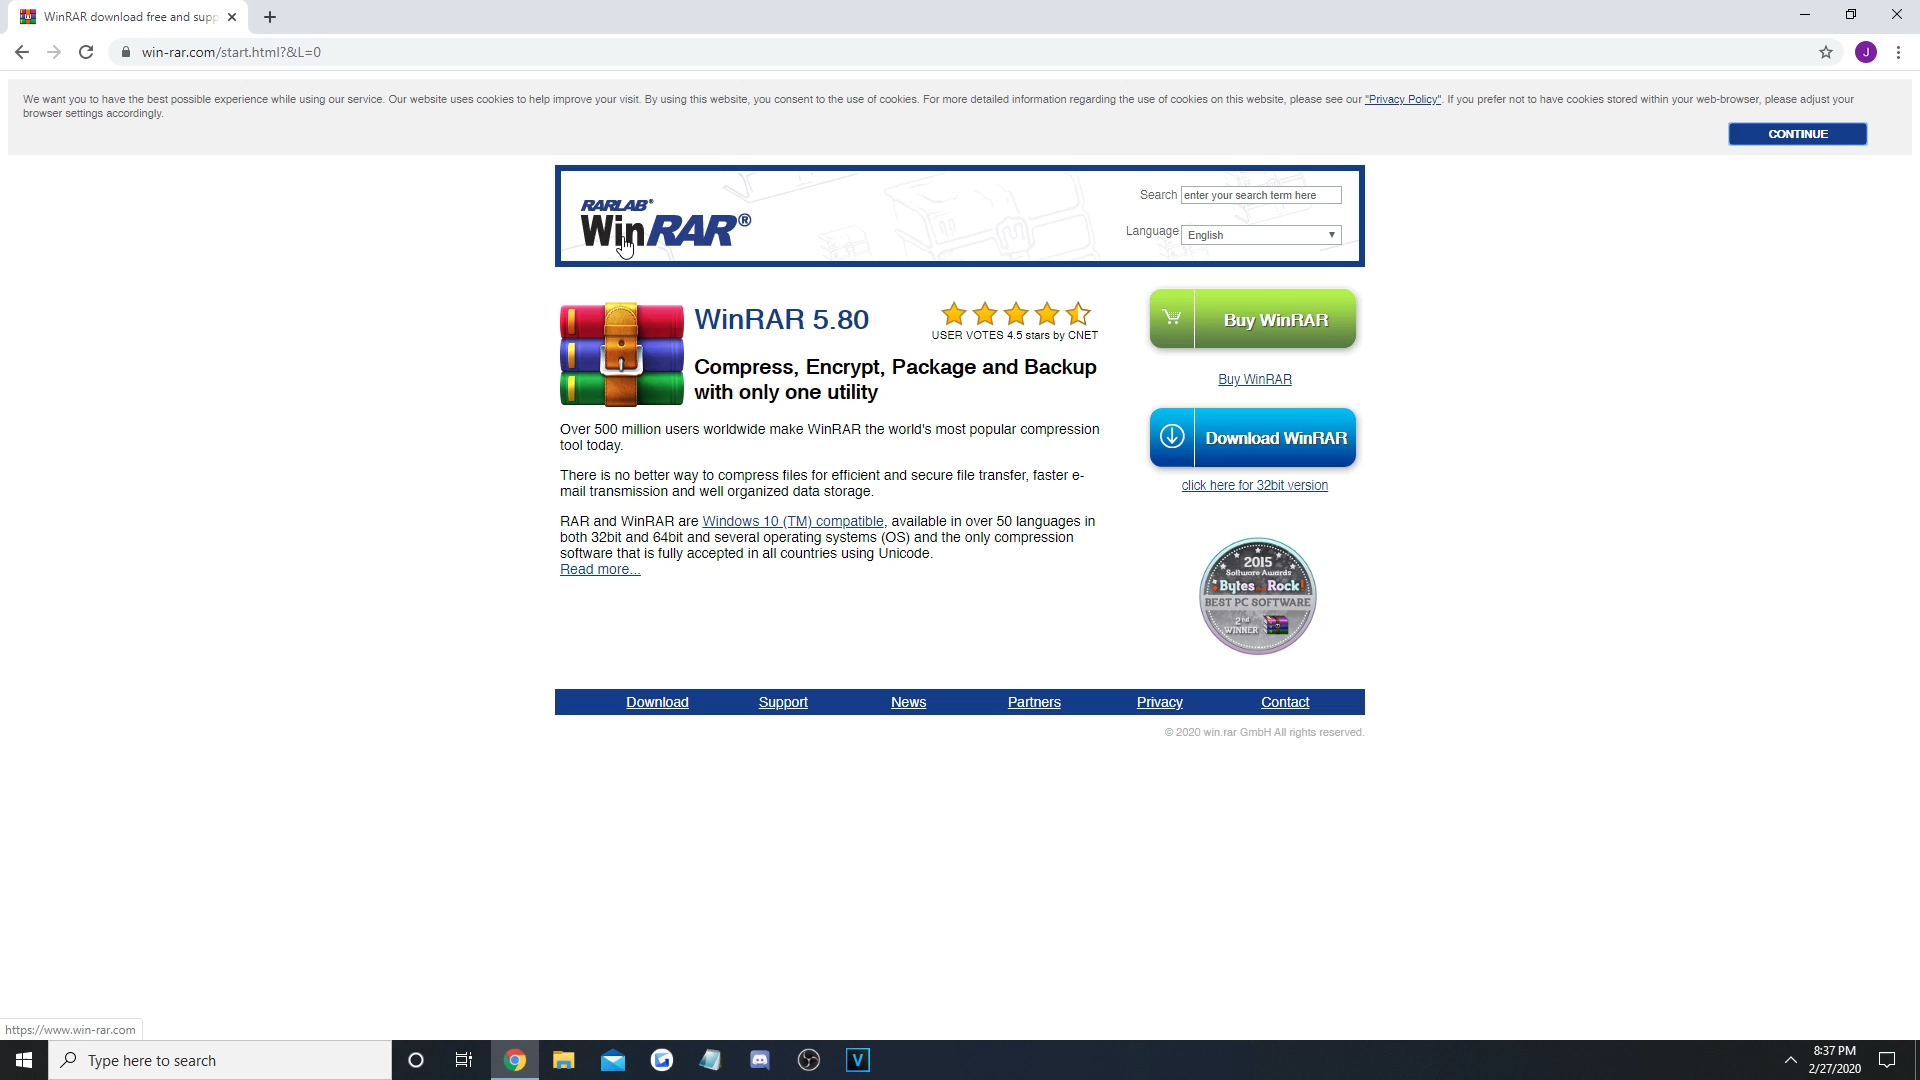 WinRAR download free and supp
win-rar.com/start.html?&L=0
J
We want you to have the best possible experience while using our service. Our website uses cookies to help improve your visit. By using this website, you consent to the use of cookies. For more detailed information regarding the use of cookies on this website, please see our "Privacy Policy". If you prefer not to have cookies stored within your web-browser, please adjust your
browser settings accordingly.
CONTINUE
RARLAB®
WinRAR®
Search enter your search term here
Language English
WinRAR 5.80
USER VOTES 4.5 stars by CNET
Compress, Encrypt, Package and Backup
with only one utility
Over 500 million users worldwide make WinRAR the world's most popular compression
tool today.
There is no better way to compress files for efficient and secure file transfer, faster e-
mail transmission and well organized data storage.
RAR and WinRAR are Windows 10 (TM) compatible, available in over 50 languages in
both 32bit and 64bit and several operating systems (OS) and the only compression
software that is fully accepted in all countries using Unicode.
Read more...
Buy WinRAR
Buy WinRAR
Download WinRAR
click here for 32bit version
2015
Software Awards
Bytes Rock!
BEST PC SOFTWARE
2nd
WINNER
Download Support News Partners Privacy Contact
© 2020 win.rar GmbH All rights reserved.
https://www.win-rar.com
Type here to search
V
8:37 PM
2/27/2020